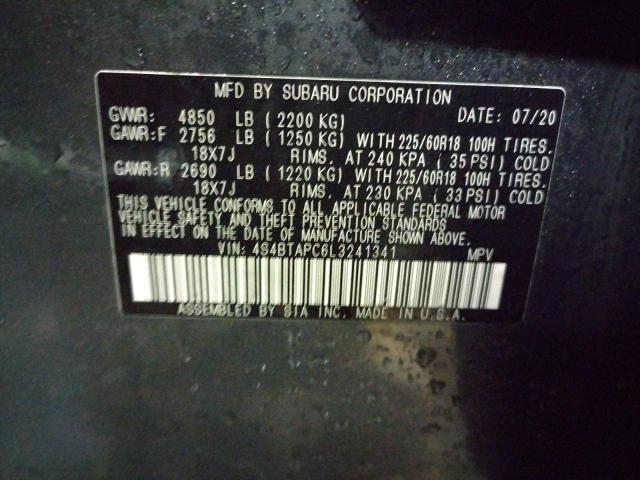 MFD BY SUBARU CORPORATION
GVWR: 4850 LB ( 2200 KG) DATE: 07/20
GAWR:F 2756 LB ( 1250 KG) WITH 225/60R18 100H TIRES.
18X7J RIMS. AT 240 KPA ( 35 PSI) COLD
GAWR:R 2690 LB ( 1220 KG) WITH 225/60R18 100H TIRES.
18X7J RIMS. AT 230 KPA ( 33 PSI) COLD
THIS VEHICLE CONFORMS TO ALL APPLICABLE FEDERAL MOTOR
VEHICLE SAFETY AND THEFT PREVENTION STANDARDS
IN EFFECT ON THE DATE OF MANUFACTURE SHOWN ABOVE.
VIN: 4S4BTAPC6L3241341 MPV
ASSEMBLED BY SIA INC. MADE IN U.S.A.